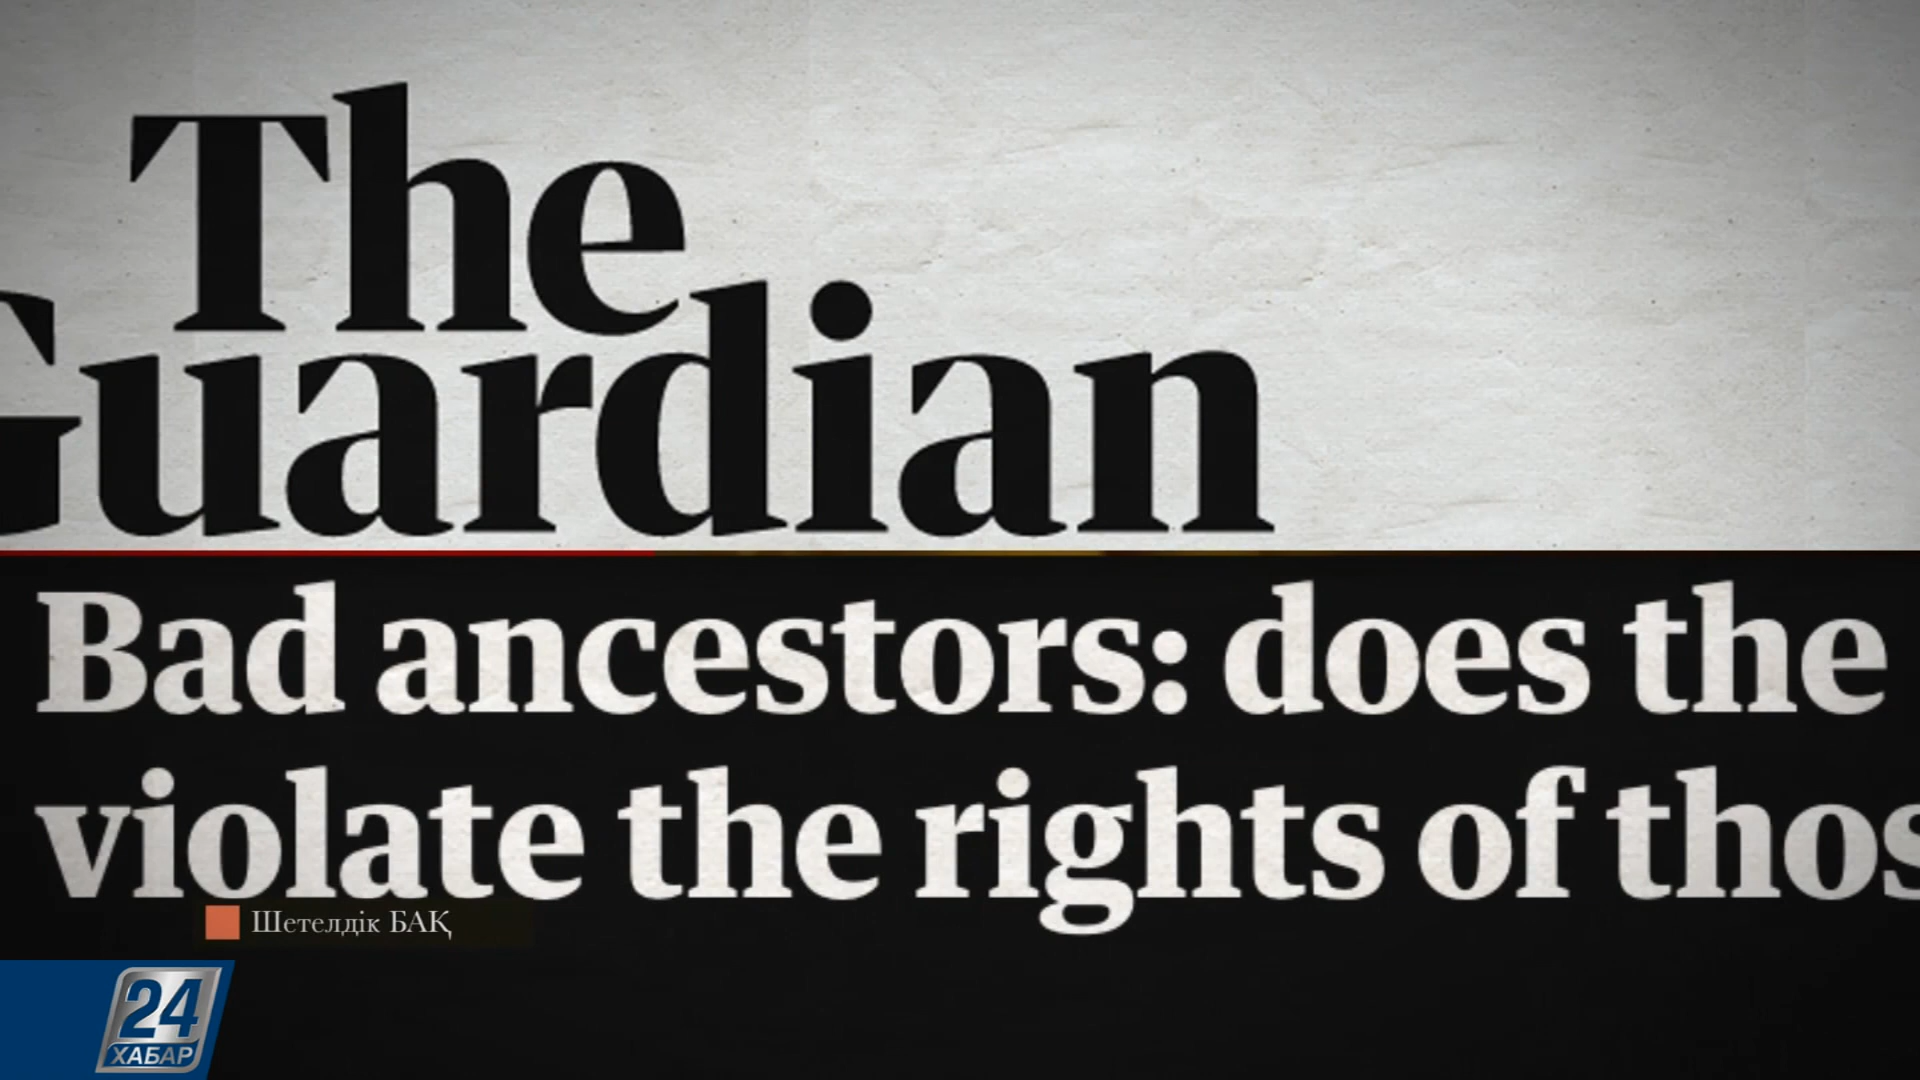 The
Guardian
Bad ancestors: does the
violate the rights of thos
Шетелдік БАҚ
24
ХАБАР